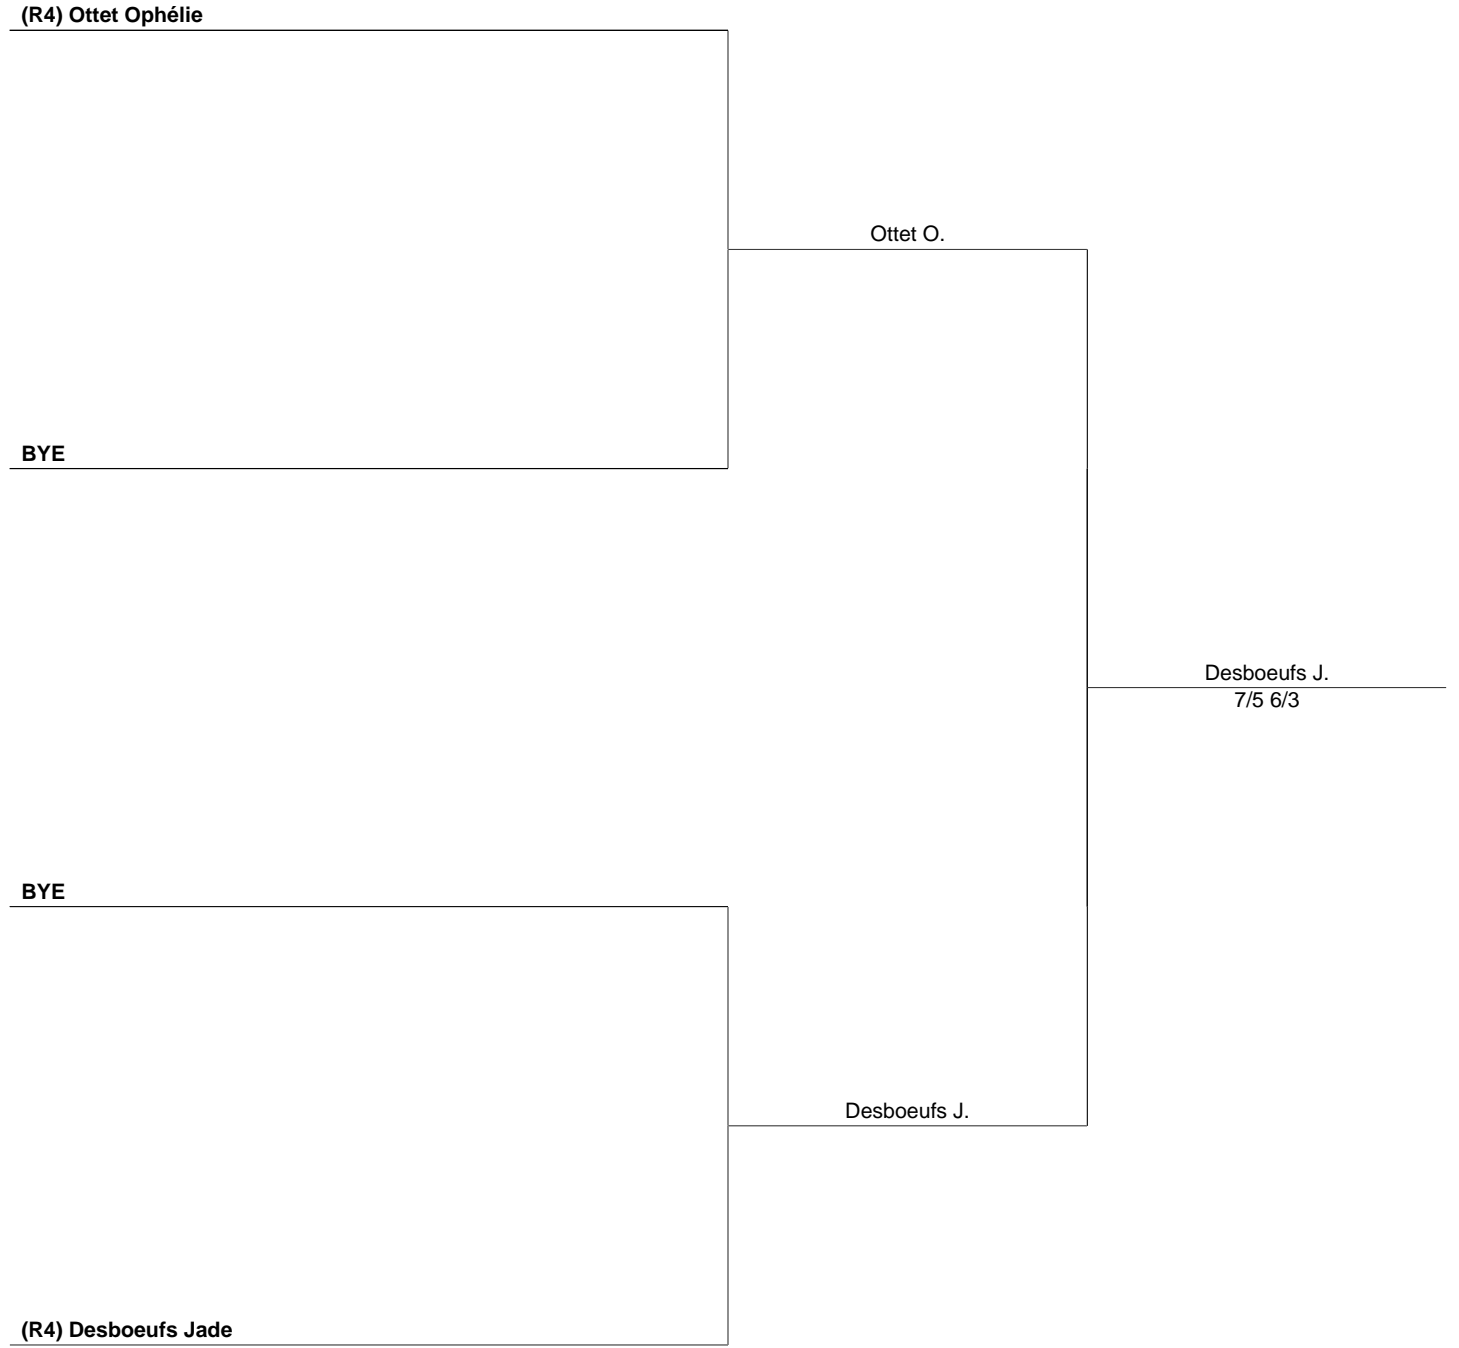 (R4) Ottet Ophélie
Ottet O.
BYE
Desboeufs J.
7/5 6/3
BYE
Desboeufs J.
(R4) Desboeufs Jade